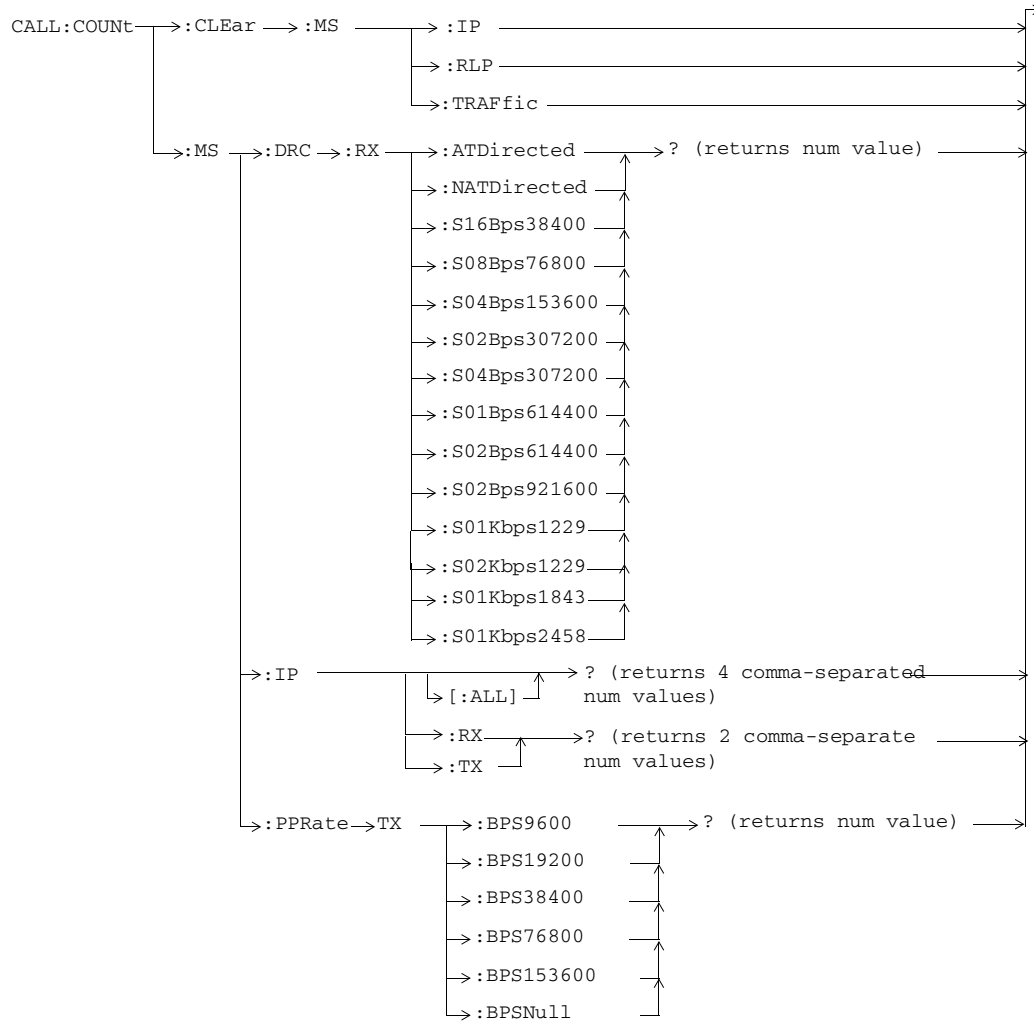 CALL:COUNt :CLEar :MS :IP
:RLP
:TRAFfic
:MS :DRC :RX :ATDirected ? (returns num value)
:NATDirected
:S16Bps38400
:S08Bps76800
:S04Bps153600
:S02Bps307200
:S04Bps307200
:S01Bps614400
:S02Bps614400
:S02Bps921600
:S01Kbps1229
:S02Kbps1229
:S01Kbps1843
:S01Kbps2458
:IP ? (returns 4 comma-separated
[:ALL] num values)
:RX ? (returns 2 comma-separate
:TX num values)
:PPRate TX :BPS9600 ? (returns num value)
:BPS19200
:BPS38400
:BPS76800
:BPS153600
:BPSNull